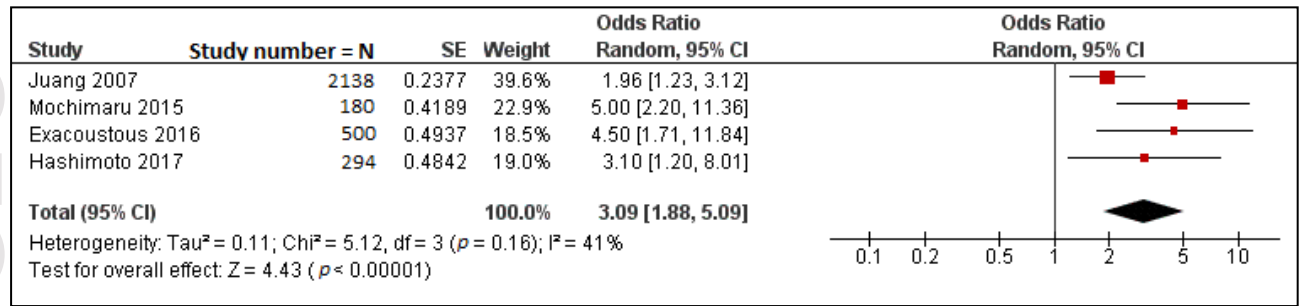 Odds Ratio Odds Ratio
Study Study number = N SE Weight Random, 95% CI Random, 95% CI
Juang 2007 2138 0.2377 39.6% 1.96 [1.23, 3.12]
Mochimaru 2015 180 0.4189 22.9% 5.00 [2.20, 11.36]
Exacoustous 2016 500 0.4937 18.5% 4.50 [1.71, 11.84]
Hashimoto 2017 294 0.4842 19.0% 3.10 [1.20, 8.01]
Total (95% CI) 100.0% 3.09 [1.88, 5.09]
Heterogeneity: Tau² = 0.11; Chi² = 5.12, df = 3 (p = 0.16); I² = 41%
Test for overall effect: Z = 4.43 ( p < 0.00001)
0.1 0.2 0.5 1 2 5 10